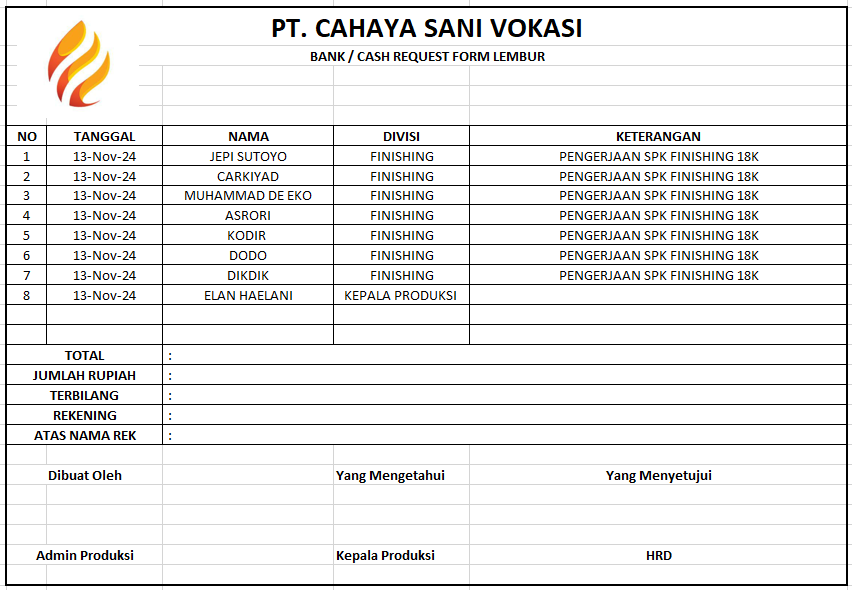 PT. CAHAYA SANI VOKASI
BANK / CASH REQUEST FORM LEMBUR
NO TANGGAL NAMA DIVISI KETERANGAN
1 13-Nov-24 JEPI SUTOYO FINISHING PENGERJAAN SPK FINISHING 18K
2 13-Nov-24 CARKIYAD FINISHING PENGERJAAN SPK FINISHING 18K
3 13-Nov-24 MUHAMMAD DE EKO FINISHING PENGERJAAN SPK FINISHING 18K
4 13-Nov-24 ASRORI FINISHING PENGERJAAN SPK FINISHING 18K
5 13-Nov-24 KODIR FINISHING PENGERJAAN SPK FINISHING 18K
6 13-Nov-24 DODO FINISHING PENGERJAAN SPK FINISHING 18K
7 13-Nov-24 DIKDIK FINISHING PENGERJAAN SPK FINISHING 18K
8 13-Nov-24 ELAN HAELANI KEPALA PRODUKSI
TOTAL :
JUMLAH RUPIAH :
TERBILANG :
REKENING :
ATAS NAMA REK :
Dibuat Oleh Yang Mengetahui Yang Menyetujui
Admin Produksi Kepala Produksi HRD